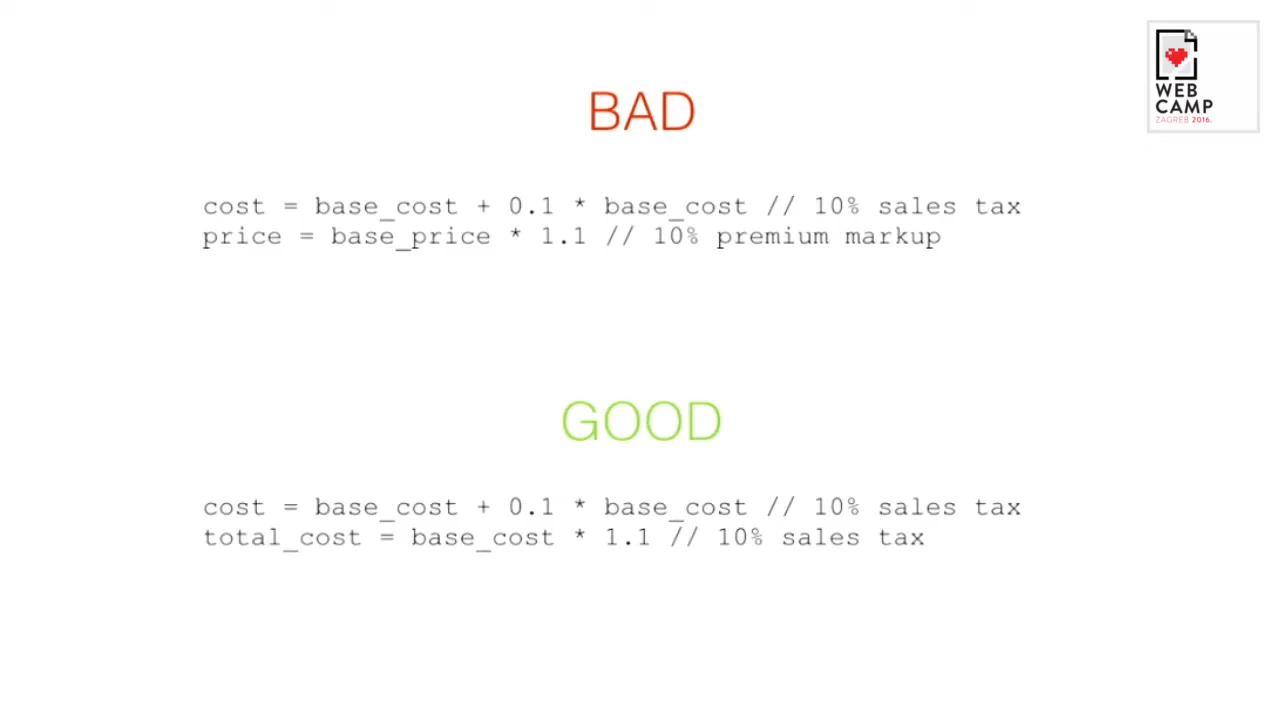 WEB
CAMP
ZAGREB 2016.
BAD
cost = base_cost + 0.1 * base_cost // 10% sales tax
price = base_price * 1.1 // 10% premium markup
GOOD
cost = base_cost + 0.1 * base_cost // 10% sales tax
total_cost = base_cost * 1.1 // 10% sales tax